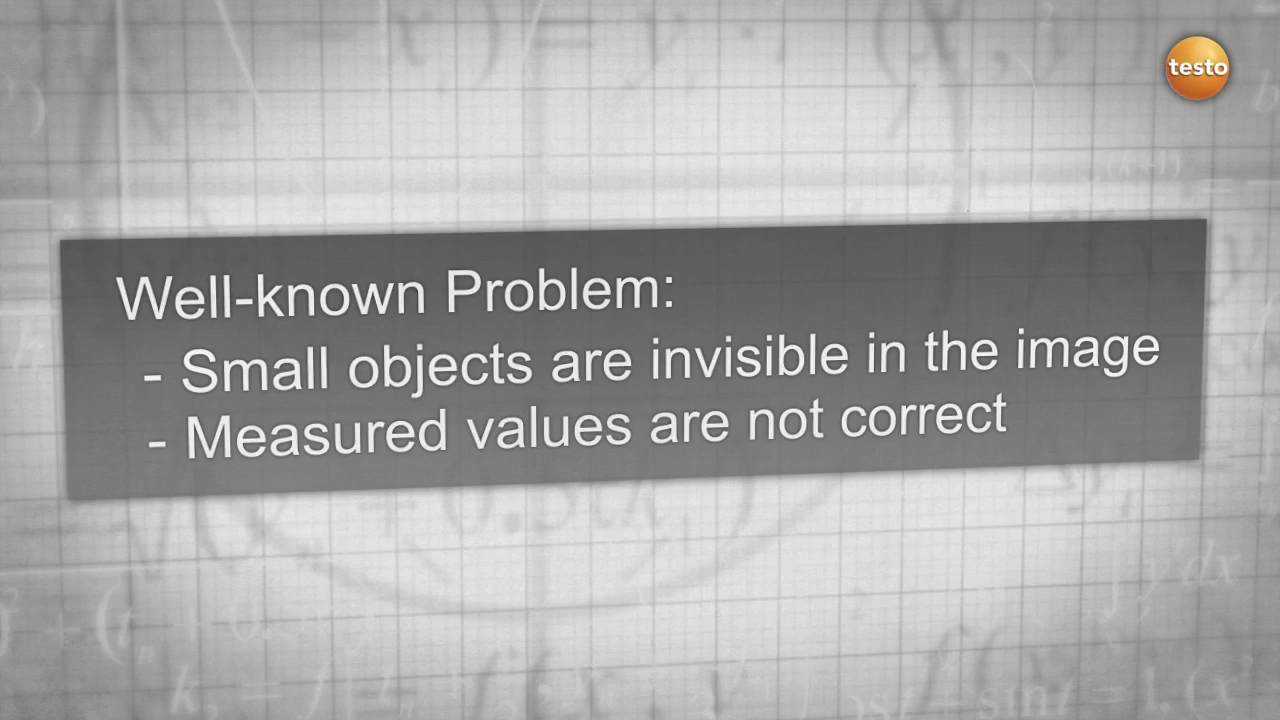 testo
Well-known Problem:
- Small objects are invisible in the image
- Measured values are not correct